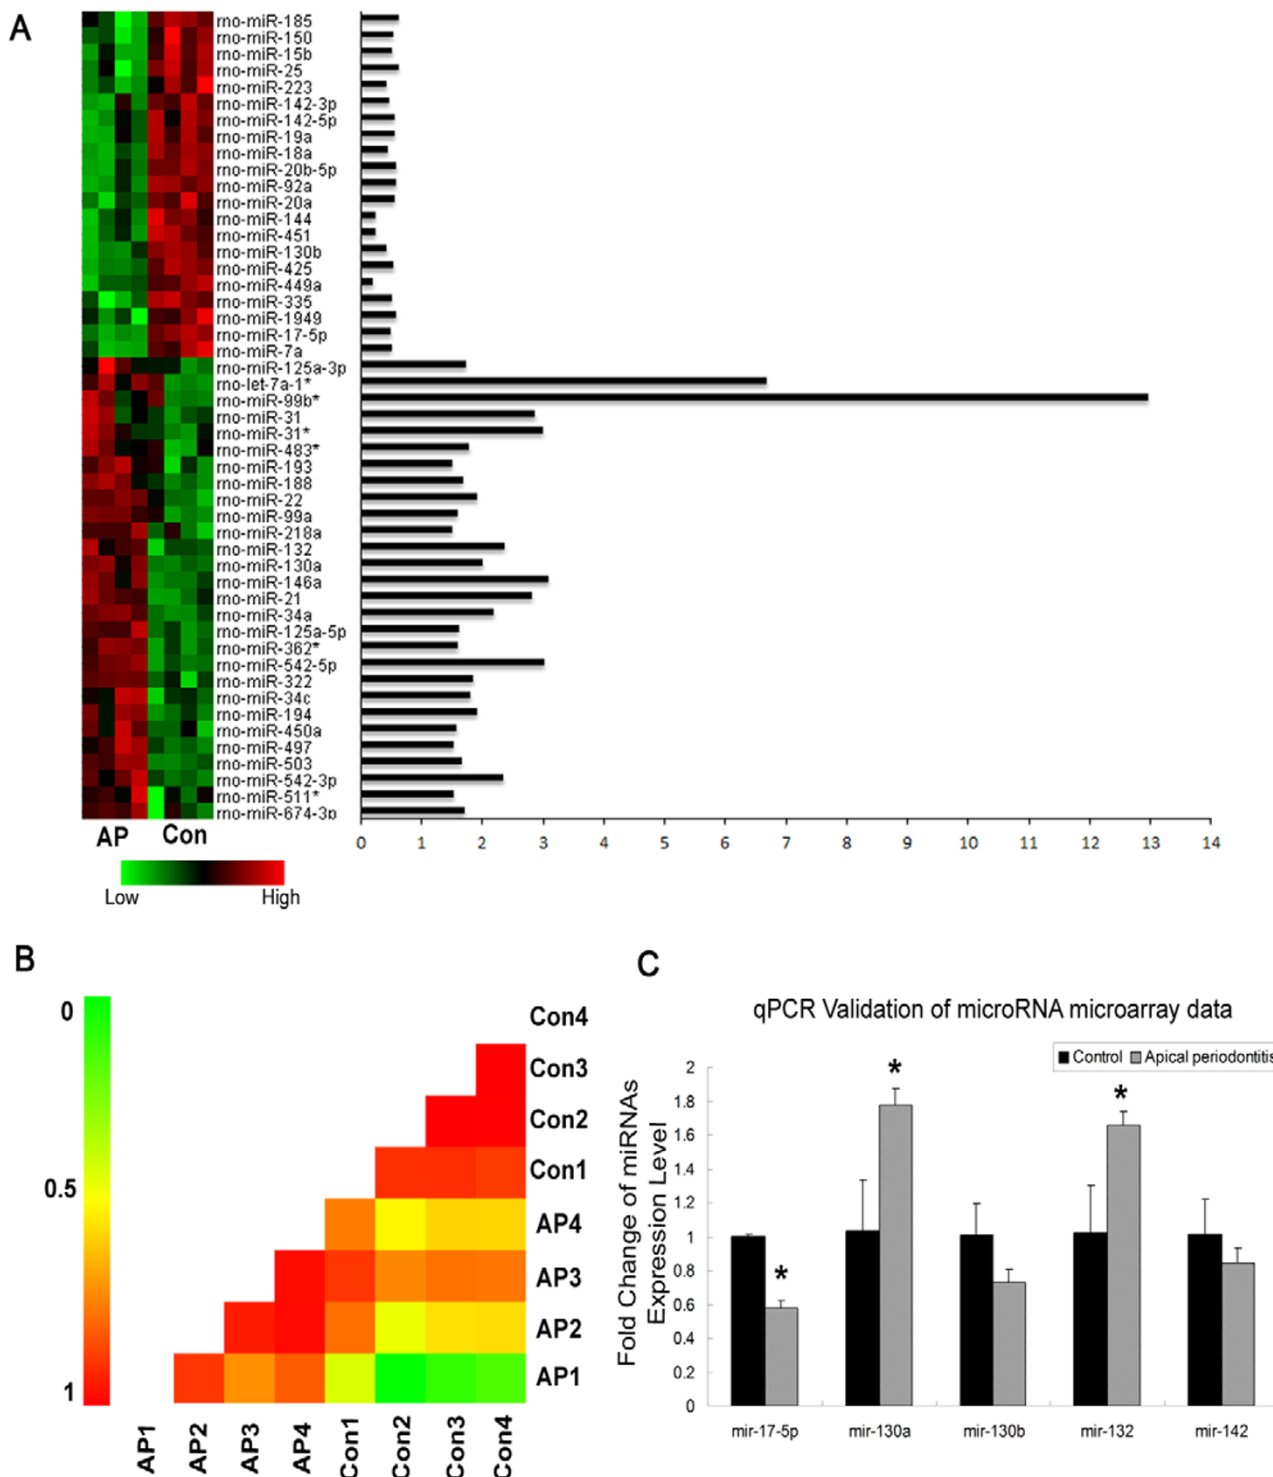 A
rno-miR-185
rno-miR-150
rno-miR-15b
rno-miR-25
rno-miR-223
rno-miR-142-3p
rno-miR-142-5p
rno-miR-19a
rno-miR-18a
rno-miR-20b-5p
rno-miR-92a
rno-miR-20a
rno-miR-144
rno-miR-451
rno-miR-130b
rno-miR-425
rno-miR-449a
rno-miR-335
rno-miR-1949
rno-miR-17-5p
rno-miR-7a
rno-miR-125a-3p
rno-let-7a-1*
rno-miR-99b*
rno-miR-31
rno-miR-31*
rno-miR-483*
rno-miR-193
rno-miR-188
rno-miR-22
rno-miR-99a
rno-miR-218a
rno-miR-132
rno-miR-130a
rno-miR-146a
rno-miR-21
rno-miR-34a
rno-miR-125a-5p
rno-miR-362*
rno-miR-542-5p
rno-miR-322
rno-miR-34c
rno-miR-194
rno-miR-450a
rno-miR-497
rno-miR-503
rno-miR-542-3p
rno-miR-511*
rno-miR-674-3p
AP Con
0 1 2 3 4 5 6 7 8 9 10 11 12 13 14
Low High
B
0
0.5
1
Con4
Con3
Con2
Con1
AP4
AP3
AP2
AP1
AP1 AP2 AP3 AP4 Con1 Con2 Con3 Con4
C
qPCR Validation of microRNA microarray data
Control Apical periodontitis
Fold Change of miRNAs
Expression Level
2
1.8
1.6
1.4
1.2
1
0.8
0.6
0.4
0.2
0
*
*
*
mir-17-5p mir-130a mir-130b mir-132 mir-142